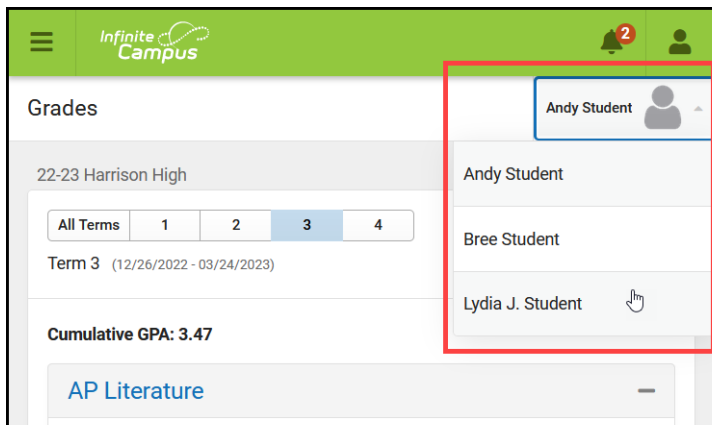 Infinite
Campus
2
Grades
Andy Student
22-23 Harrison High
Andy Student
All Terms 1 2 3 4
Bree Student
Term 3 (12/26/2022 - 03/24/2023)
Lydia J. Student
Cumulative GPA: 3.47
AP Literature